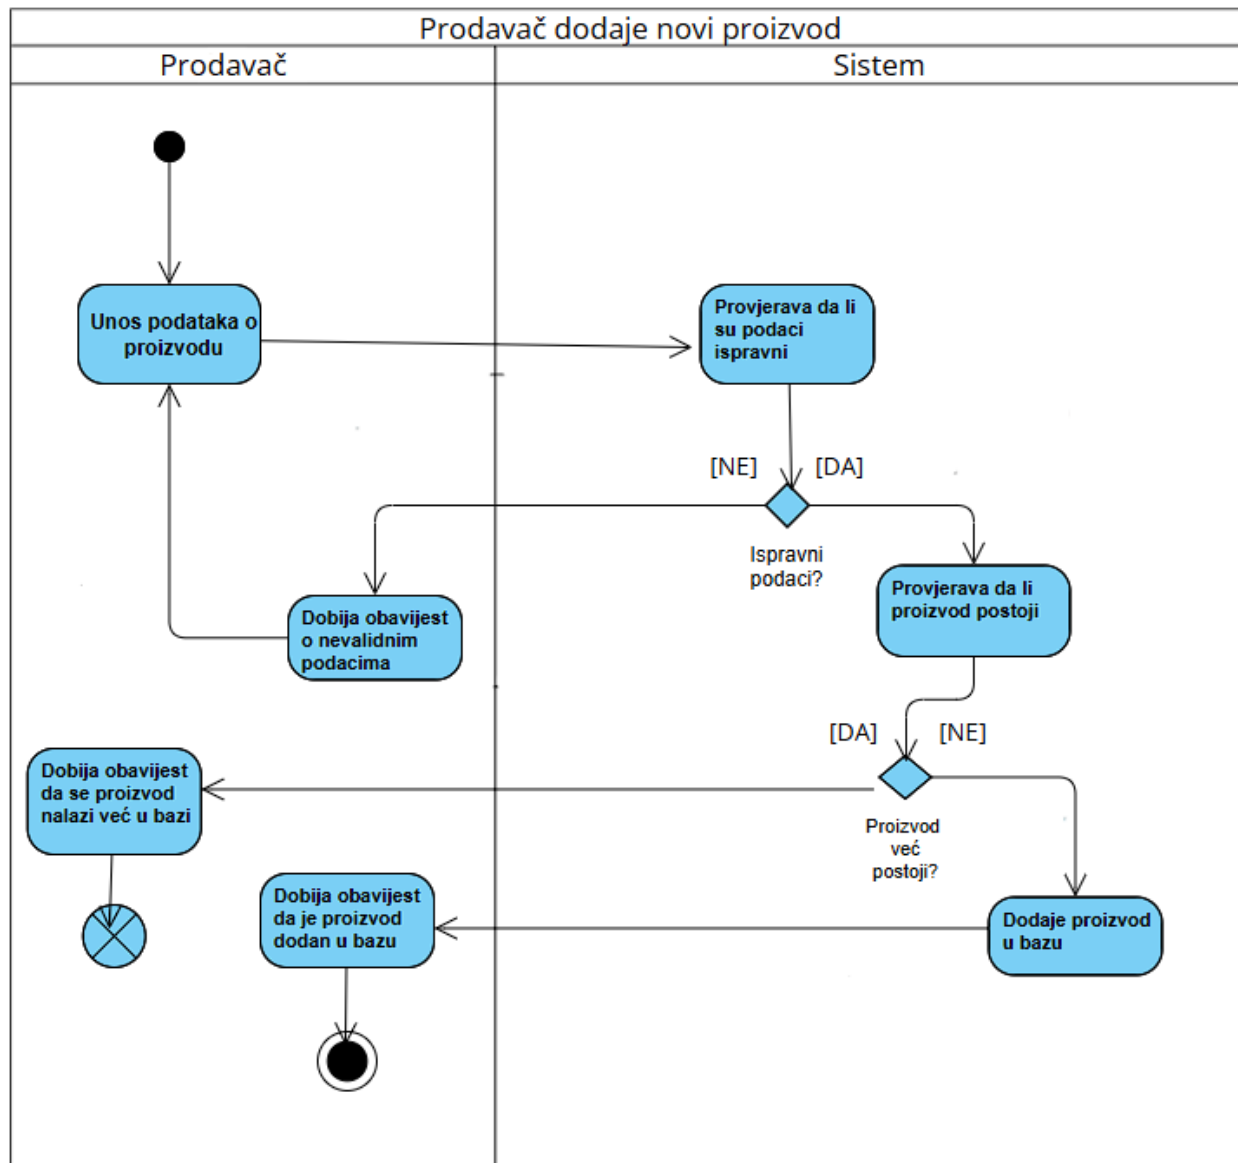 Prodavač dodaje novi proizvod
Prodavač
Sistem
Unos podataka o
proizvodu
Provjerava da li
su podaci
ispravni
[NE]
[DA]
Ispravni
podaci?
Provjerava da li
proizvod postoji
Dobija obavijest
o nevalidnim
podacima
[DA]
[NE]
Dobija obavijest
da se proizvod
nalazi već u bazi
Proizvod
već
postoji?
Dobija obavijest
da je proizvod
dodan u bazu
Dodaje proizvod
u bazu